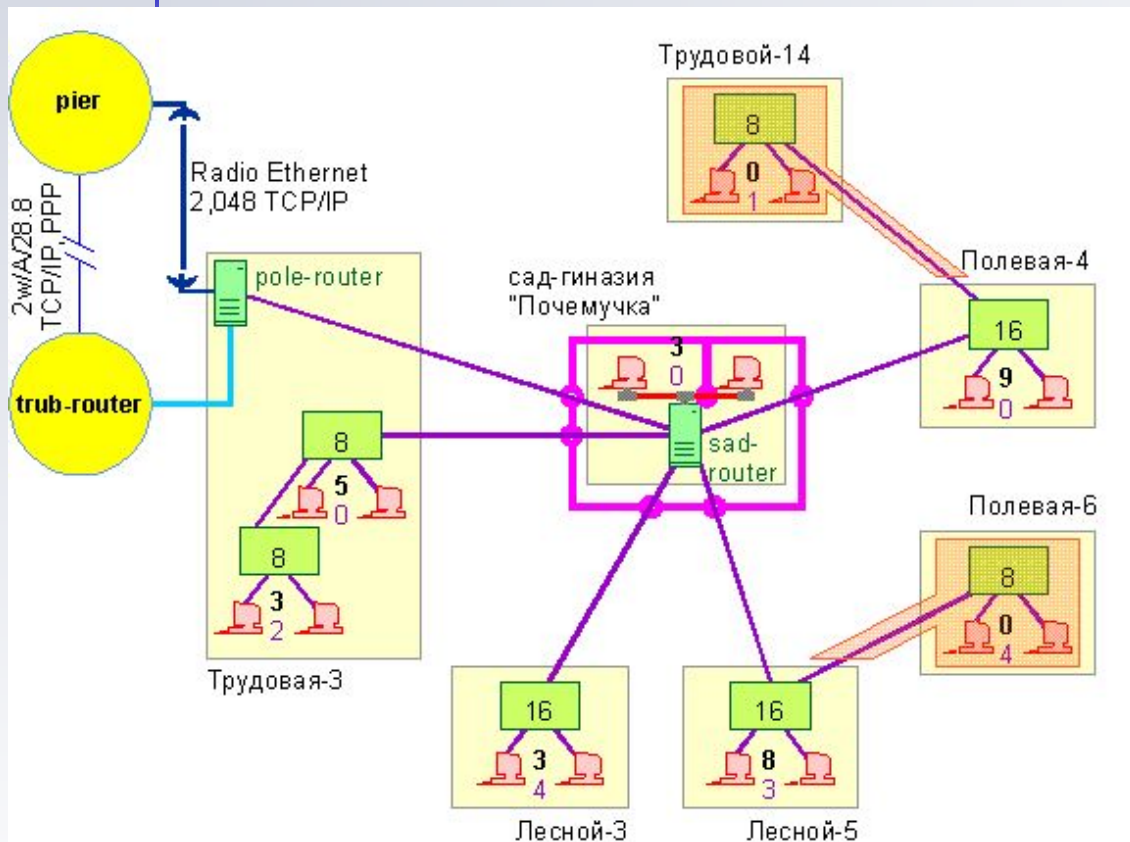 Трудовой-14
pier
8
0
1
Radio Ethernet
2,048 TCP/IP
2w/A/28.8
TCP/IP, PPP
pole-router
сад-гиназия
"Почемучка"
Полевая-4
16
9
0
3
0
trub-router
sad-
router
8
5
0
Полевая-6
8
3
2
8
0
4
Трудовая-3
16
3
4
16
8
3
Лесной-3
Лесной-5